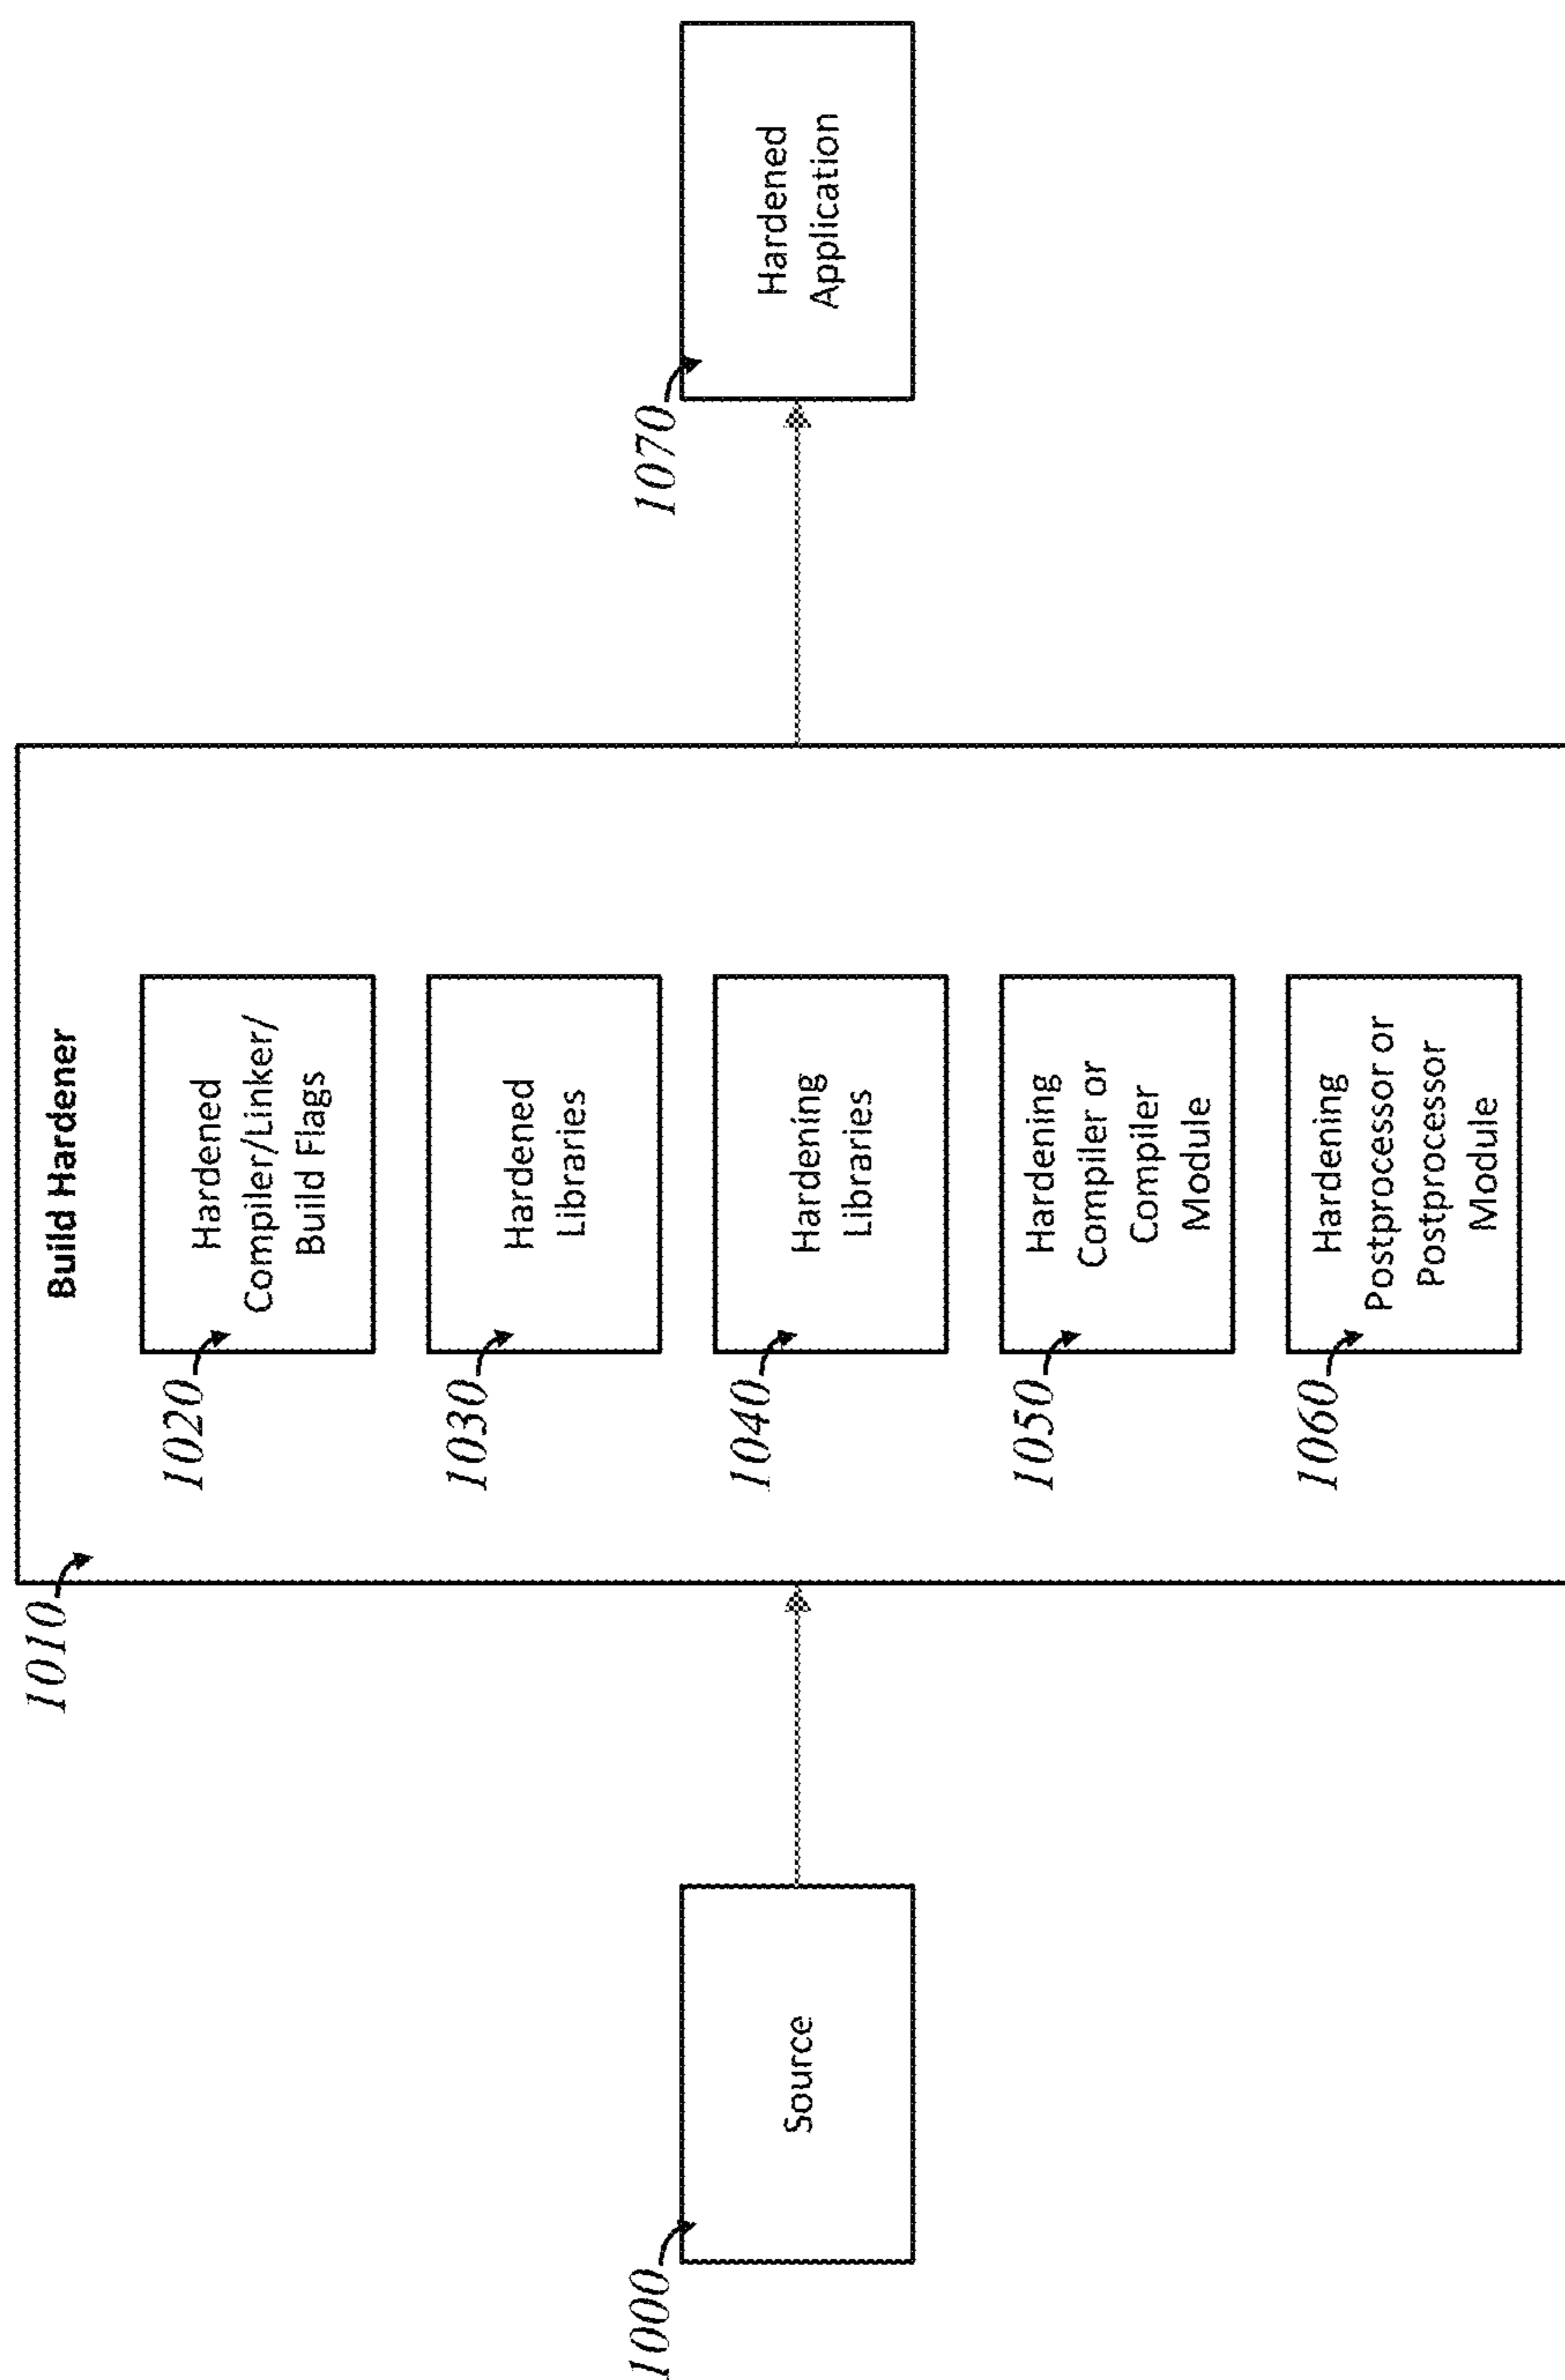 1000
Source
1010
Build Hardener
1020
Hardened
Compiler/Linker/
Build Flags
1030
Hardened
Libraries
1040
Hardening
Libraries
1050
Hardening
Compiler or
Compiler
Module
1060
Hardening
Postprocessor or
Postprocessor
Module
1070
Hardened
Application